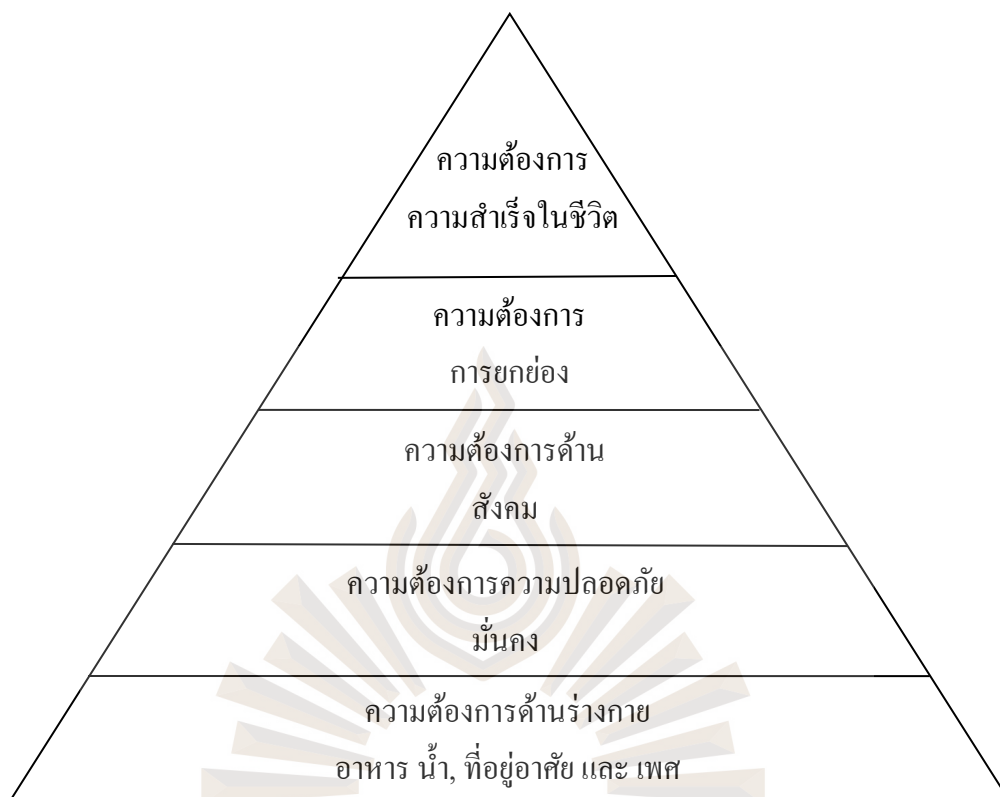 ความต้องการ
ความสำเร็จในชีวิต
ความต้องการ
การยกย่อง
ความต้องการด้าน
สังคม
ความต้องการความปลอดภัย
มั่นคง
ความต้องการด้านร่างกาย
อาหาร น้ำ, ที่อยู่อาศัย และ เพศ